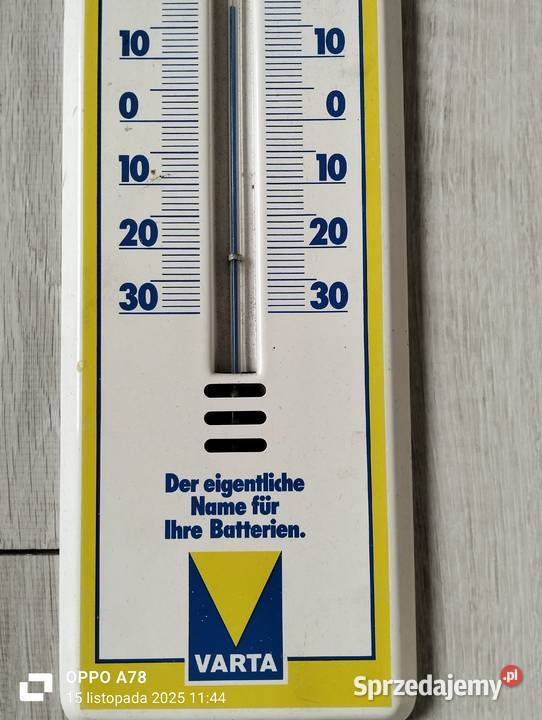 10 10
0 0
10 10
20 20
30 30
Der eigentliche
Name für
Ihre Batterien.
VARTA
OPPO A78
15 listopada 2025 11:44
Sprzedajemy.pl